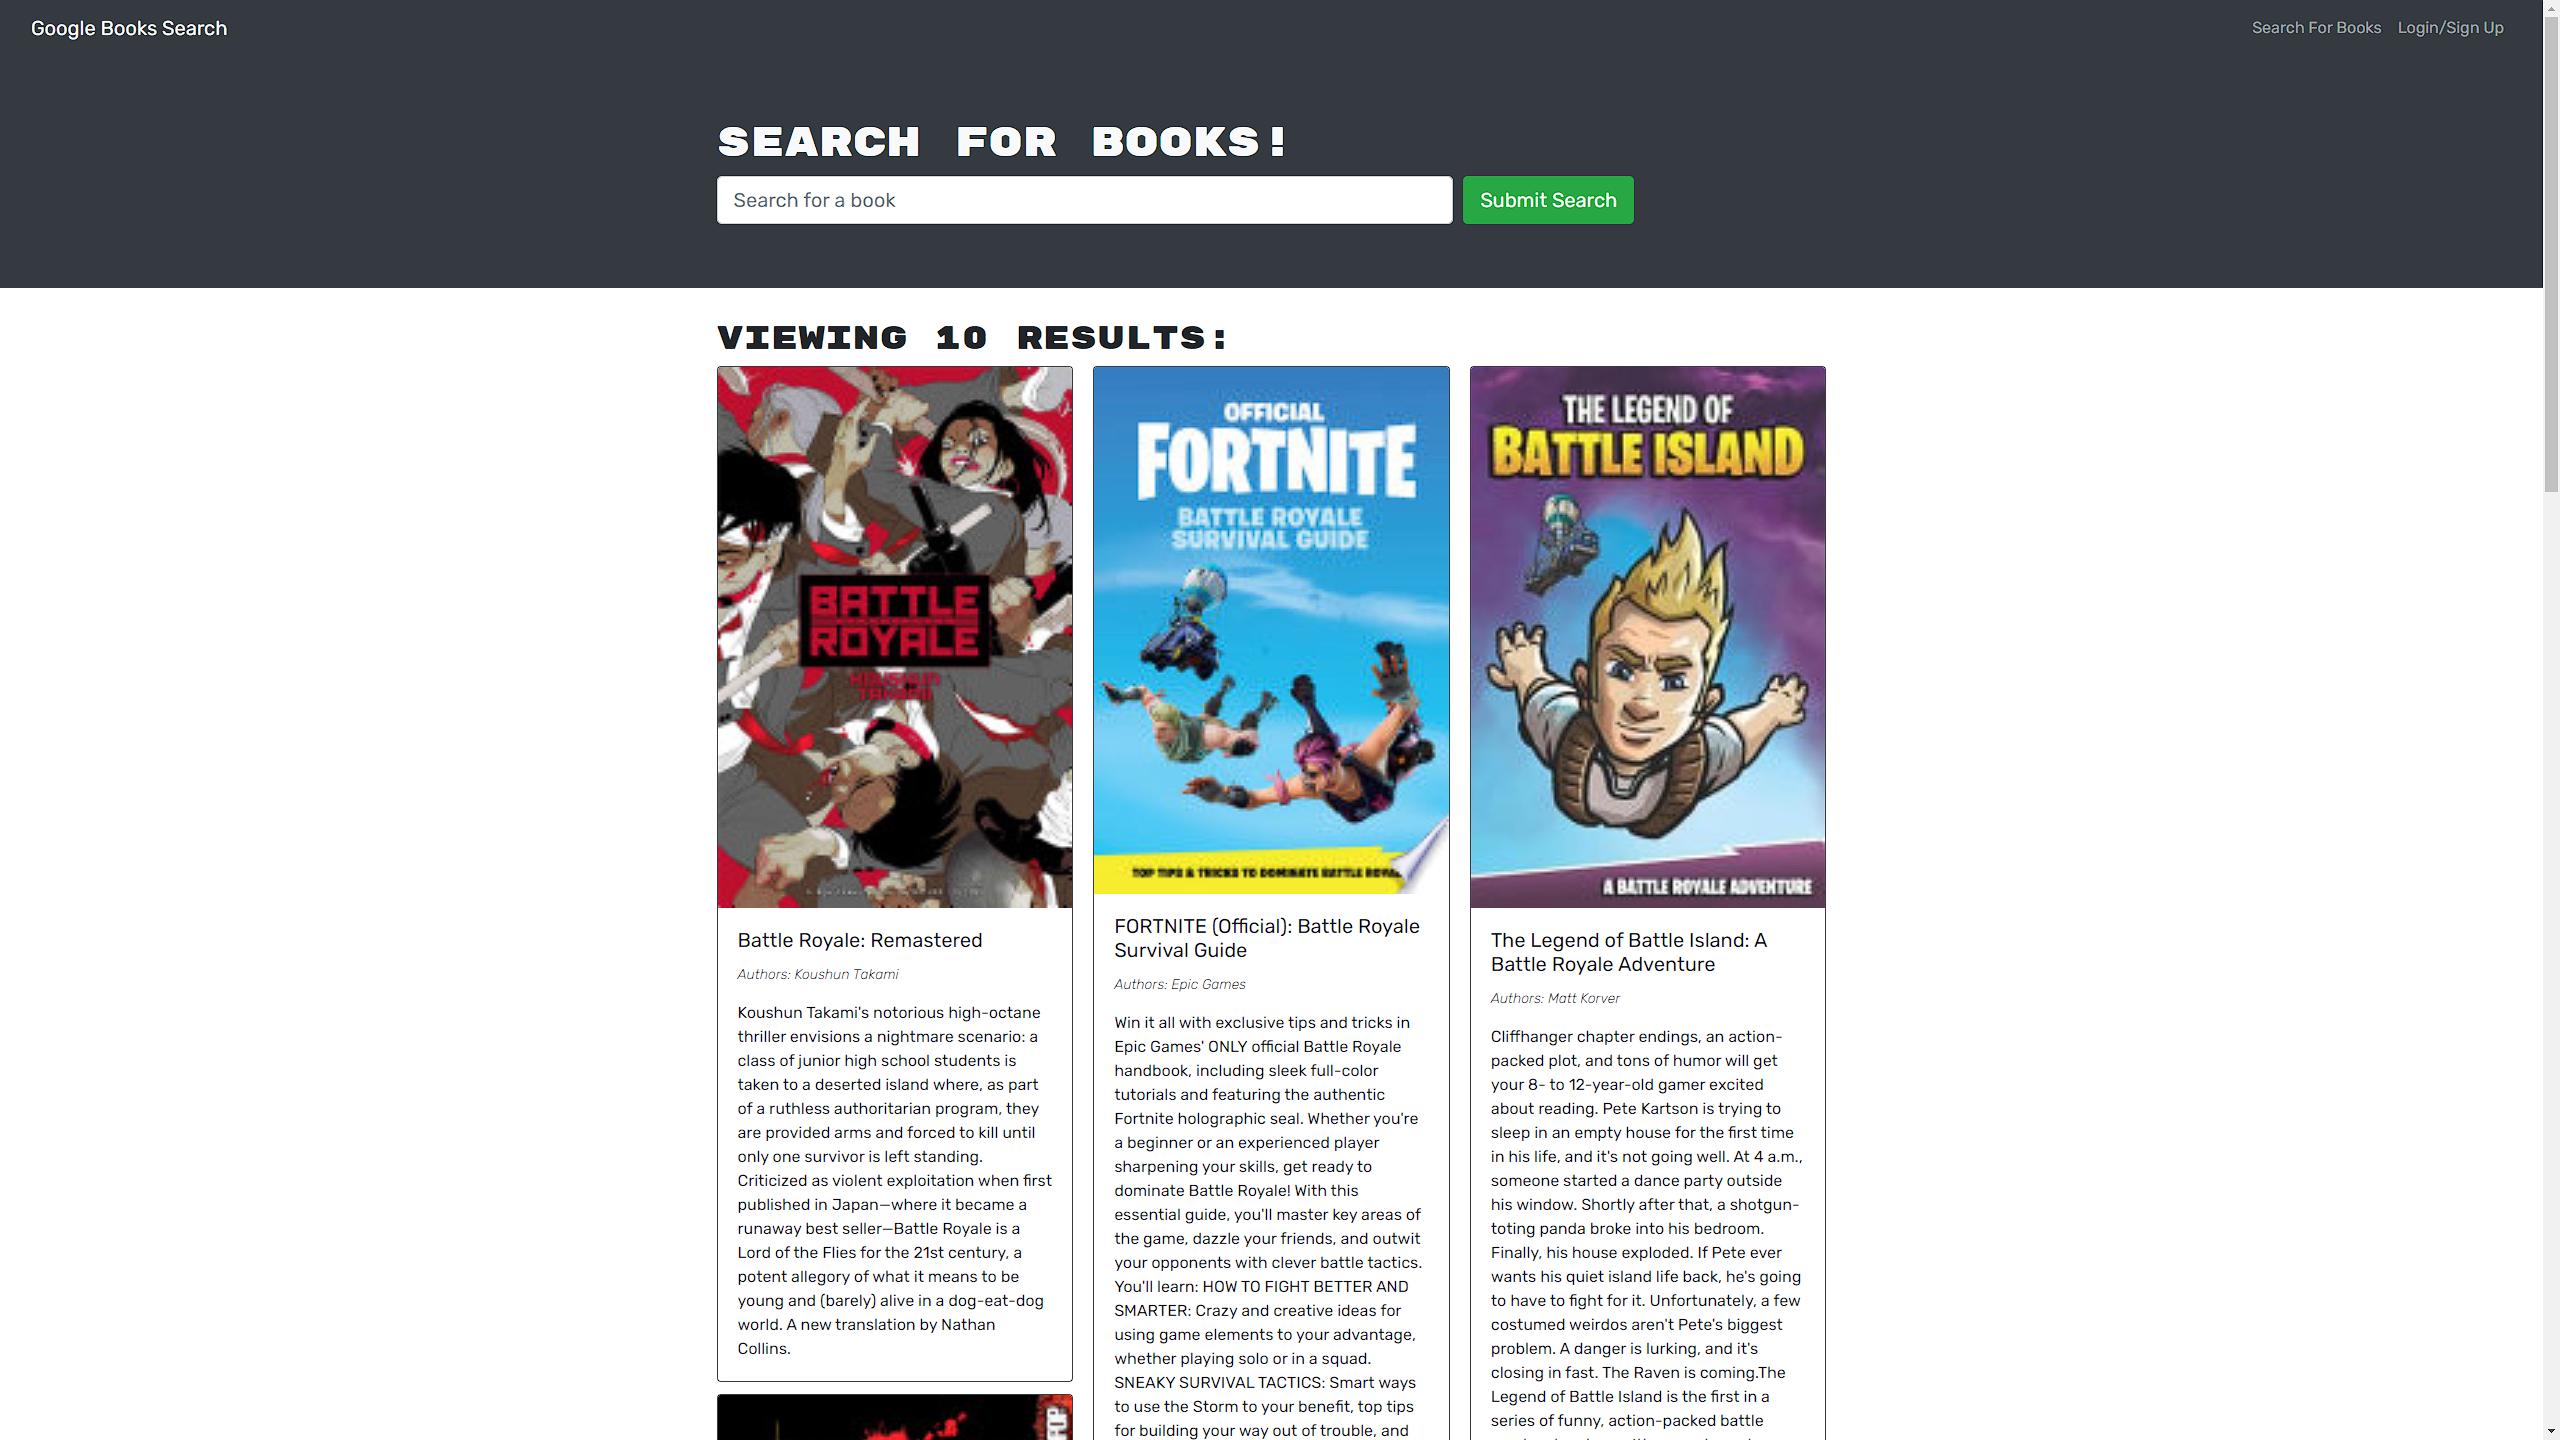 Google Books Search
Search For Books
Login/Sign Up
SEARCH FOR BOOKS!
Search for a book
Submit Search
VIEWING 10 RESULTS:
BATTLE
ROYALE
KOUSHUN
TAKAMI
Battle Royale: Remastered
Authors: Koushun Takami
Koushun Takami's notorious high-octane
thriller envisions a nightmare scenario: a
class of junior high school students is
taken to a deserted island where, as part
of a ruthless authoritarian program, they
are provided arms and forced to kill until
only one survivor is left standing.
Criticized as violent exploitation when first
published in Japan—where it became a
runaway best seller—Battle Royale is a
Lord of the Flies for the 21st century, a
potent allegory of what it means to be
young and (barely) alive in a dog-eat-dog
world. A new translation by Nathan
Collins.
OFFICIAL
FORTNITE
BATTLE ROYALE
SURVIVAL GUIDE
TOP TIPS & TRICKS TO DOMINATE BATTLE ROYAL
FORTNITE (Official): Battle Royale
Survival Guide
Authors: Epic Games
Win it all with exclusive tips and tricks in
Epic Games' ONLY official Battle Royale
handbook, including sleek full-color
tutorials and featuring the authentic
Fortnite holographic seal. Whether you're
a beginner or an experienced player
sharpening your skills, get ready to
dominate Battle Royale! With this
essential guide, you'll master key areas of
the game, dazzle your friends, and outwit
your opponents with clever battle tactics.
You'll learn: HOW TO FIGHT BETTER AND
SMARTER: Crazy and creative ideas for
using game elements to your advantage,
whether playing solo or in a squad.
SNEAKY SURVIVAL TACTICS: Smart ways
to use the Storm to your benefit, top tips
for building your way out of trouble, and
THE LEGEND OF
BATTLE ISLAND
A BATTLE ROYALE ADVENTURE
The Legend of Battle Island: A
Battle Royale Adventure
Authors: Matt Korver
Cliffhanger chapter endings, an action-
packed plot, and tons of humor will get
your 8- to 12-year-old gamer excited
about reading. Pete Kartson is trying to
sleep in an empty house for the first time
in his life, and it's not going well. At 4 a.m.,
someone started a dance party outside
his window. Shortly after that, a shotgun-
toting panda broke into his bedroom.
Finally, his house exploded. If Pete ever
wants his quiet island life back, he's going
to have to fight for it. Unfortunately, a few
costumed weirdos aren't Pete's biggest
problem. A danger is lurking, and it's
closing in fast. The Raven is coming.The
Legend of Battle Island is the first in a
series of funny, action-packed battle